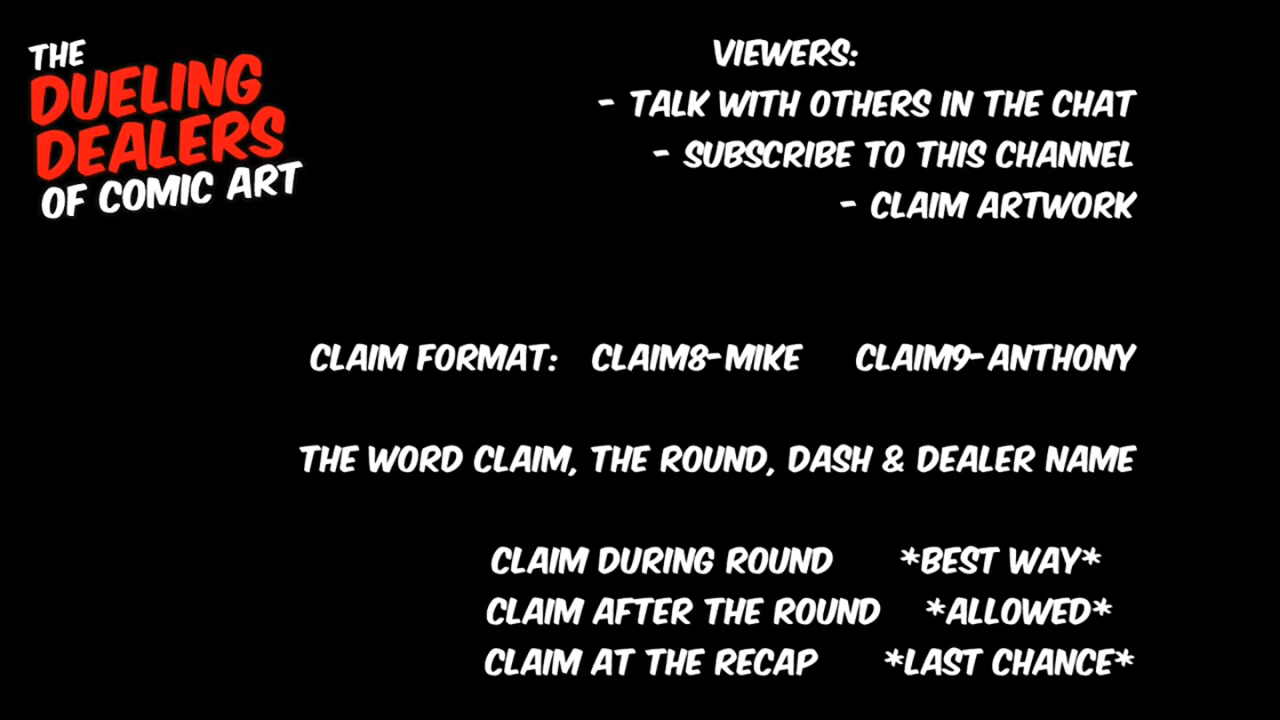 THE
DUELING
DEALERS
OF COMIC ART
VIEWERS:
- TALK WITH OTHERS IN THE CHAT
- SUBSCRIBE TO THIS CHANNEL
- CLAIM ARTWORK
CLAIM FORMAT: CLAIM8-MIKE CLAIM9-ANTHONY
THE WORD CLAIM, THE ROUND, DASH & DEALER NAME
CLAIM DURING ROUND *BEST WAY*
CLAIM AFTER THE ROUND *ALLOWED*
CLAIM AT THE RECAP *LAST CHANCE*